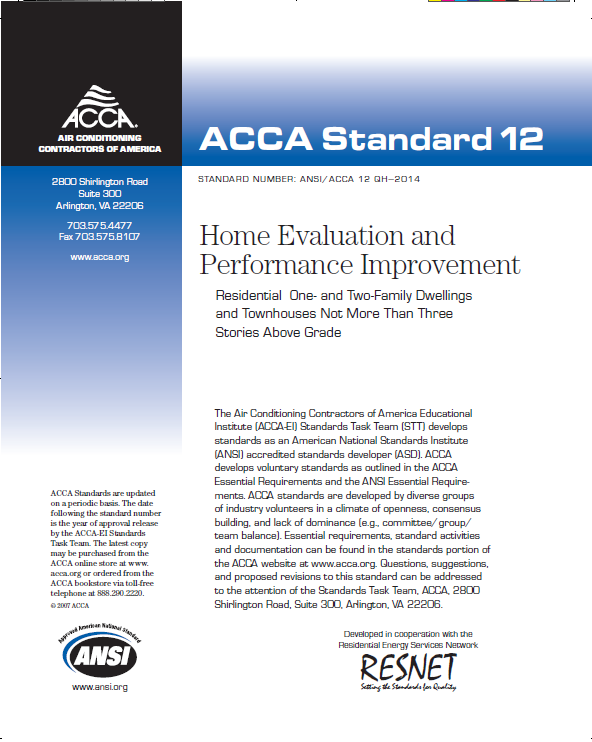 ACCA®
AIR CONDITIONING
CONTRACTORS OF AMERICA
ACCA Standard 12
2800 Shirlington Road
Suite 300
Arlington, VA 22206
703.575.4477
Fax 703.575.8107
www.acca.org
STANDARD NUMBER: ANSI/ACCA 12 QH–2014
Home Evaluation and
Performance Improvement
Residential One- and Two-Family Dwellings
and Townhouses Not More Than Three
Stories Above Grade
The Air Conditioning Contractors of America Educational
Institute (ACCA-EI) Standards Task Team (STT) develops
standards as an American National Standards Institute
(ANSI) accredited standards developer (ASD). ACCA
develops voluntary standards as outlined in the ACCA
Essential Requirements and the ANSI Essential Require-
ments. ACCA standards are developed by diverse groups
of industry volunteers in a climate of openness, consensus
building, and lack of dominance (e.g., committee/group/
team balance). Essential requirements, standard activities
and documentation can be found in the standards portion of
the ACCA website at www.acca.org. Questions, suggestions,
and proposed revisions to this standard can be addressed
to the attention of the Standards Task Team, ACCA, 2800
Shirlington Road, Suite 300, Arlington, VA 22206.
ACCA Standards are updated
on a periodic basis. The date
following the standard number
is the year of approval release
by the ACCA-EI Standards
Task Team. The latest copy
may be purchased from the
ACCA online store at www.
acca.org or ordered from the
ACCA bookstore via toll-free
telephone at 888.290.2220.
© 2007 ACCA
Approved American National Standard
ANSI
www.ansi.org
Developed in cooperation with the
Residential Energy Services Network
RESNET
Setting the Standards for Quality